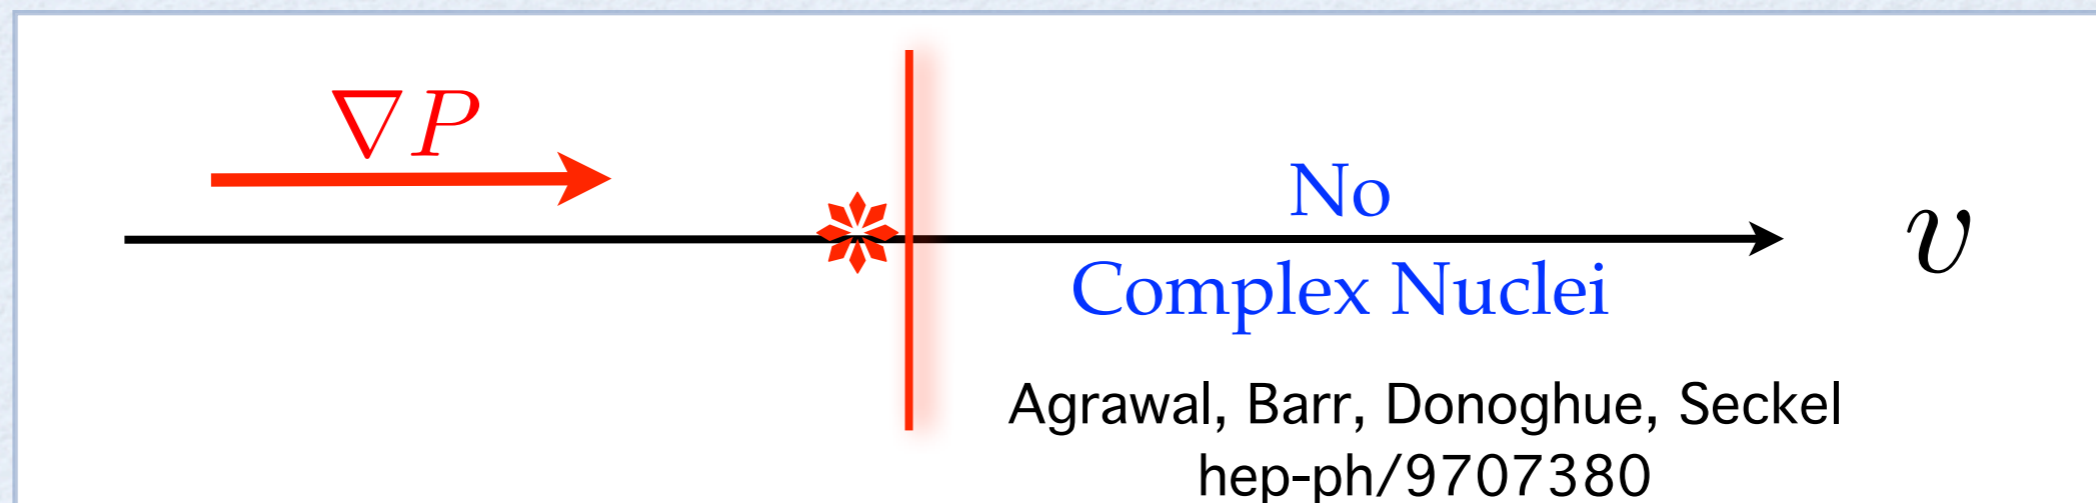 ∇P
No
Complex Nuclei
v
Agrawal, Barr, Donoghue, Seckel
hep-ph/9707380